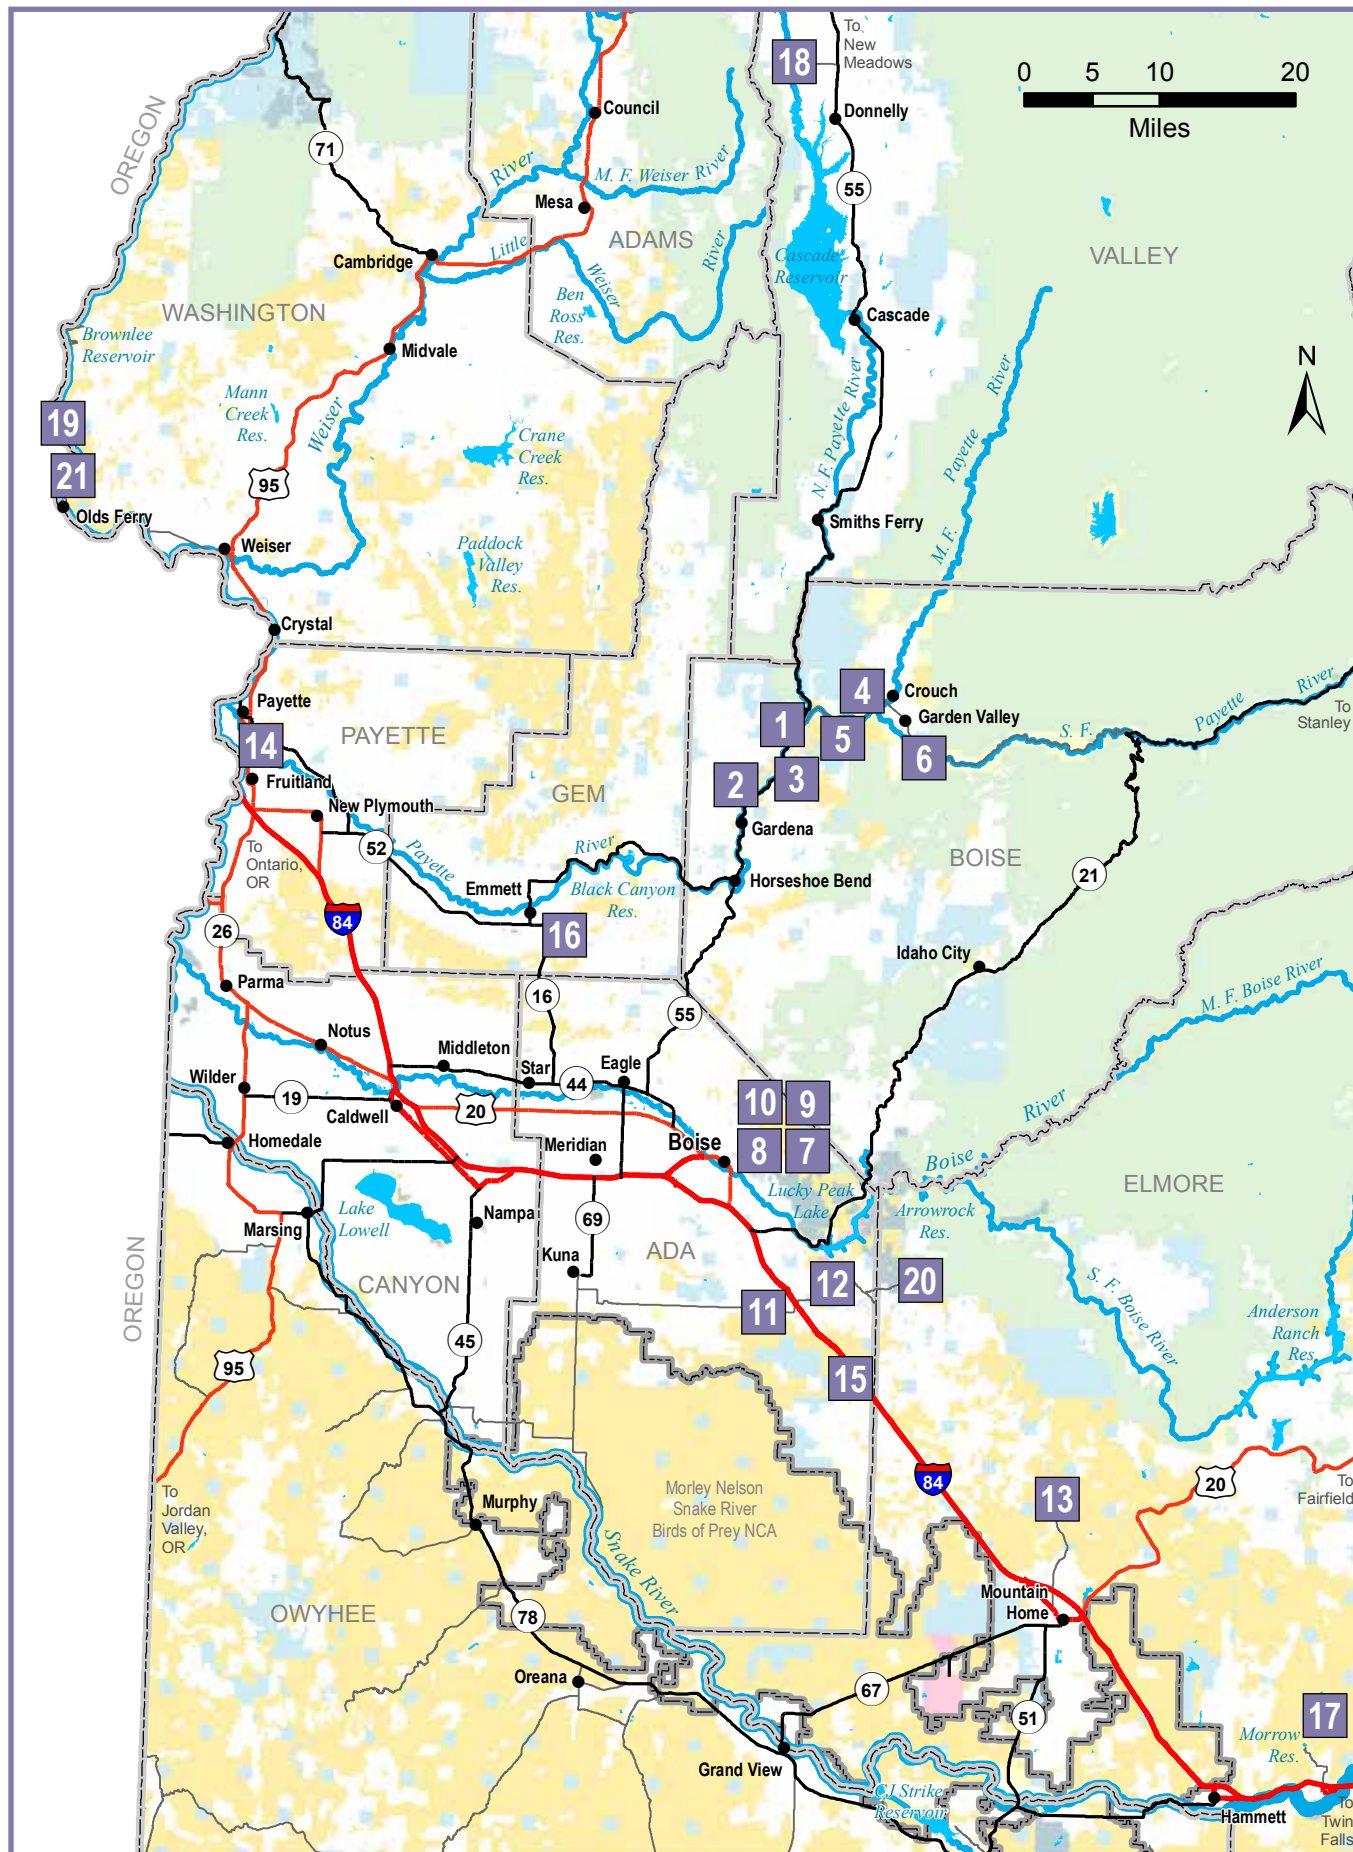 To
New
Meadows
18
0 5 10 20
Miles
Donnelly
Council
OREGON
71
River
M. F. Weiser River
55
Mesa
ADAMS
River
Little
Cambridge
Cascade
Reservoir
VALLEY
Weiser
Ben
Ross
Res.
WASHINGTON
Brownlee
Reservoir
Cascade
Midvale
N
Mann
Creek
Res.
Weiser
River
N. F. Payette River
19
Crane
Creek
Res.
Payette
21
95
Olds Ferry
Smiths Ferry
M. F.
Weiser
Paddock
Valley
Res.
Crystal
4
Crouch
River
Payette
1
Garden Valley
To
Stanley
Payette
S. F.
PAYETTE
5
14
6
Fruitland
2
3
GEM
New Plymouth
Gardena
To
Ontario,
OR
52
Payette
River
BOISE
21
Emmett
Black Canyon
Res.
Horseshoe Bend
84
26
16
Idaho City
Parma
16
M. F. Boise River
55
Notus
Middleton
Star
Eagle
Wilder
44
19
Caldwell
20
10
9
River
Homedale
Meridian
Boise
8
7
Boise
Lucky Peak
Lake
ELMORE
Lake
Lowell
Arrowrock
Res.
Marsing
Nampa
69
Kuna
ADA
OREGON
CANYON
12
20
11
S. F. Boise River
Anderson
Ranch
Res.
45
95
15
84
20
To
Jordan
Valley,
OR
Morley Nelson
Snake River
Birds of Prey NCA
13
To
Fairfield
Murphy
Snake River
Mountain
Home
OWYHEE
78
Oreana
67
51
17
Morrow
Res.
Grand View
CJ Strike
Reservoir
Hammett
To
Twin
Falls